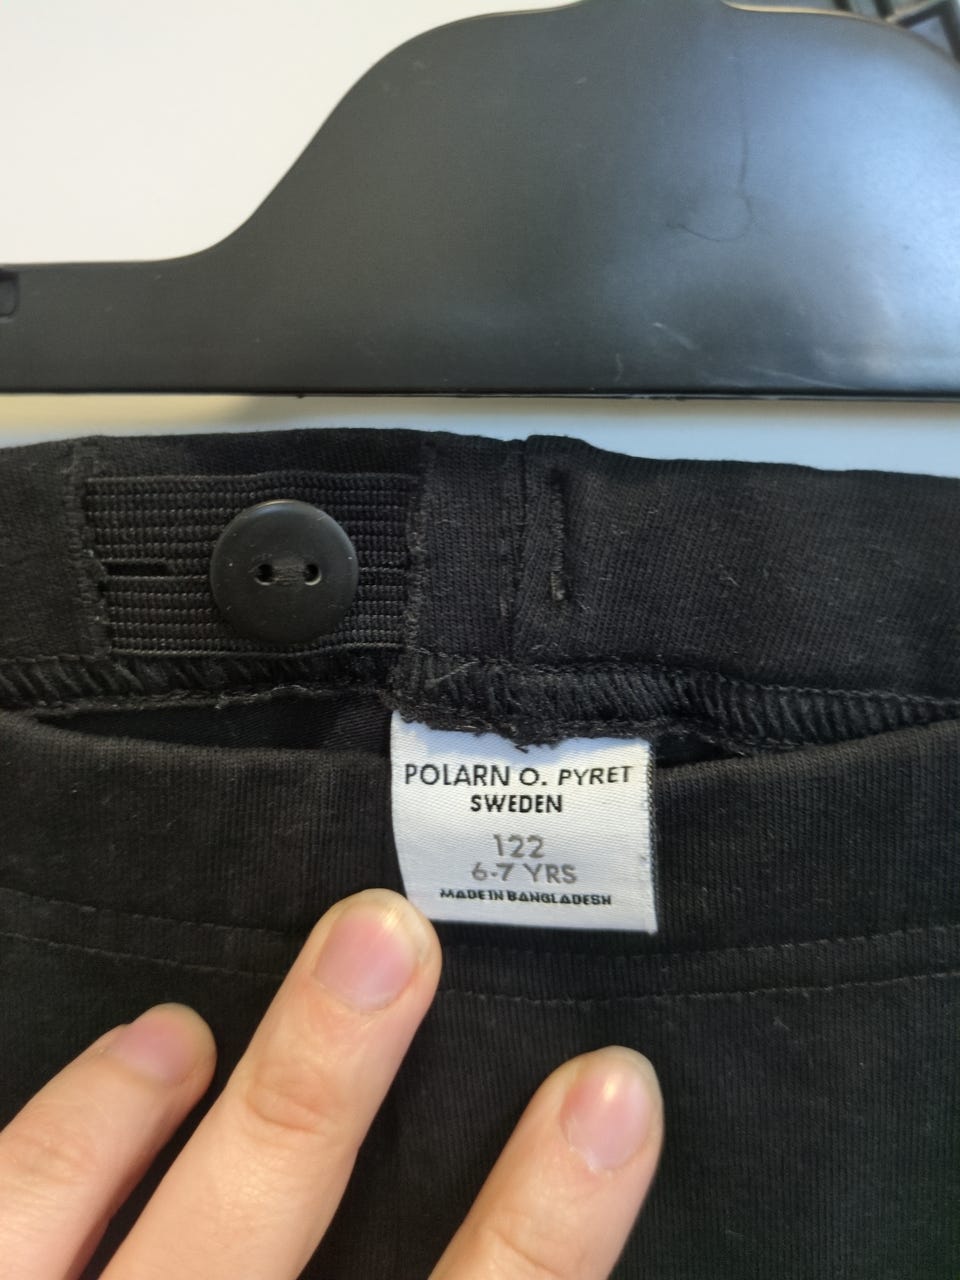 POLARN O. PYRET
SWEDEN
122
6-7 YRS
MADE IN BANGLADESH